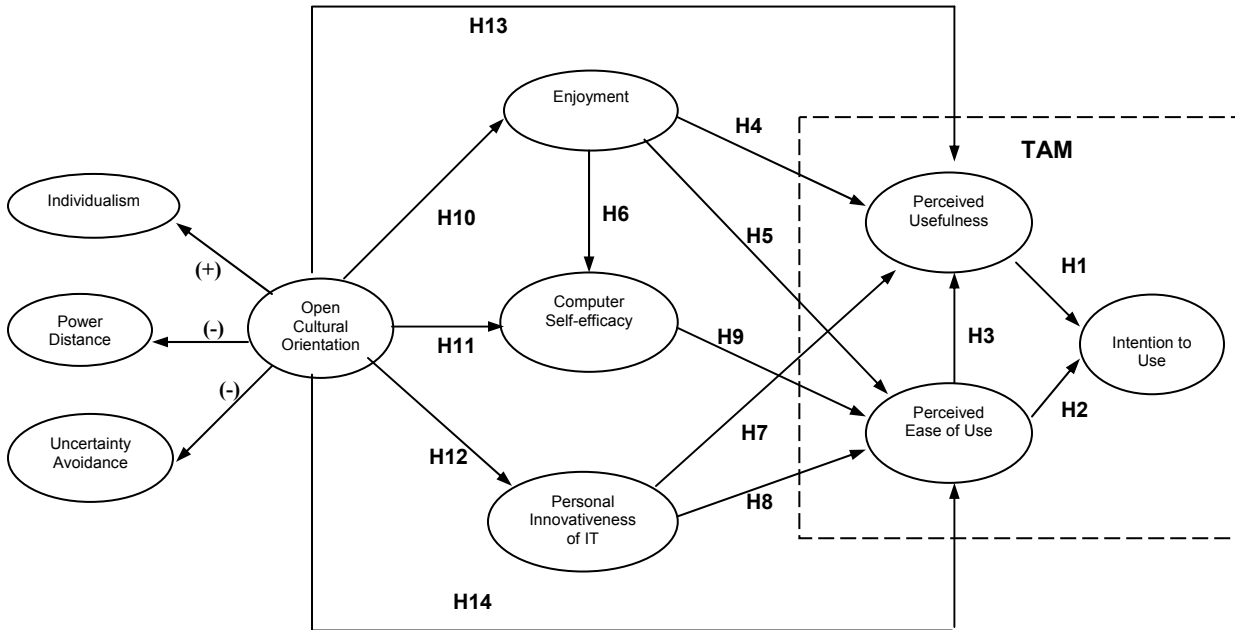 H13
Enjoyment
H4
TAM
Individualism
Perceived
Usefulness
H10
H6
H5
(+)
H1
Open
Cultural
Orientation
Computer
Self-efficacy
Power
Distance
(-)
H11
H9
H3
Intention to
Use
(-)
Perceived
Ease of Use
H2
Uncertainty
Avoidance
H12
H7
Personal
Innovativeness
of IT
H8
H14